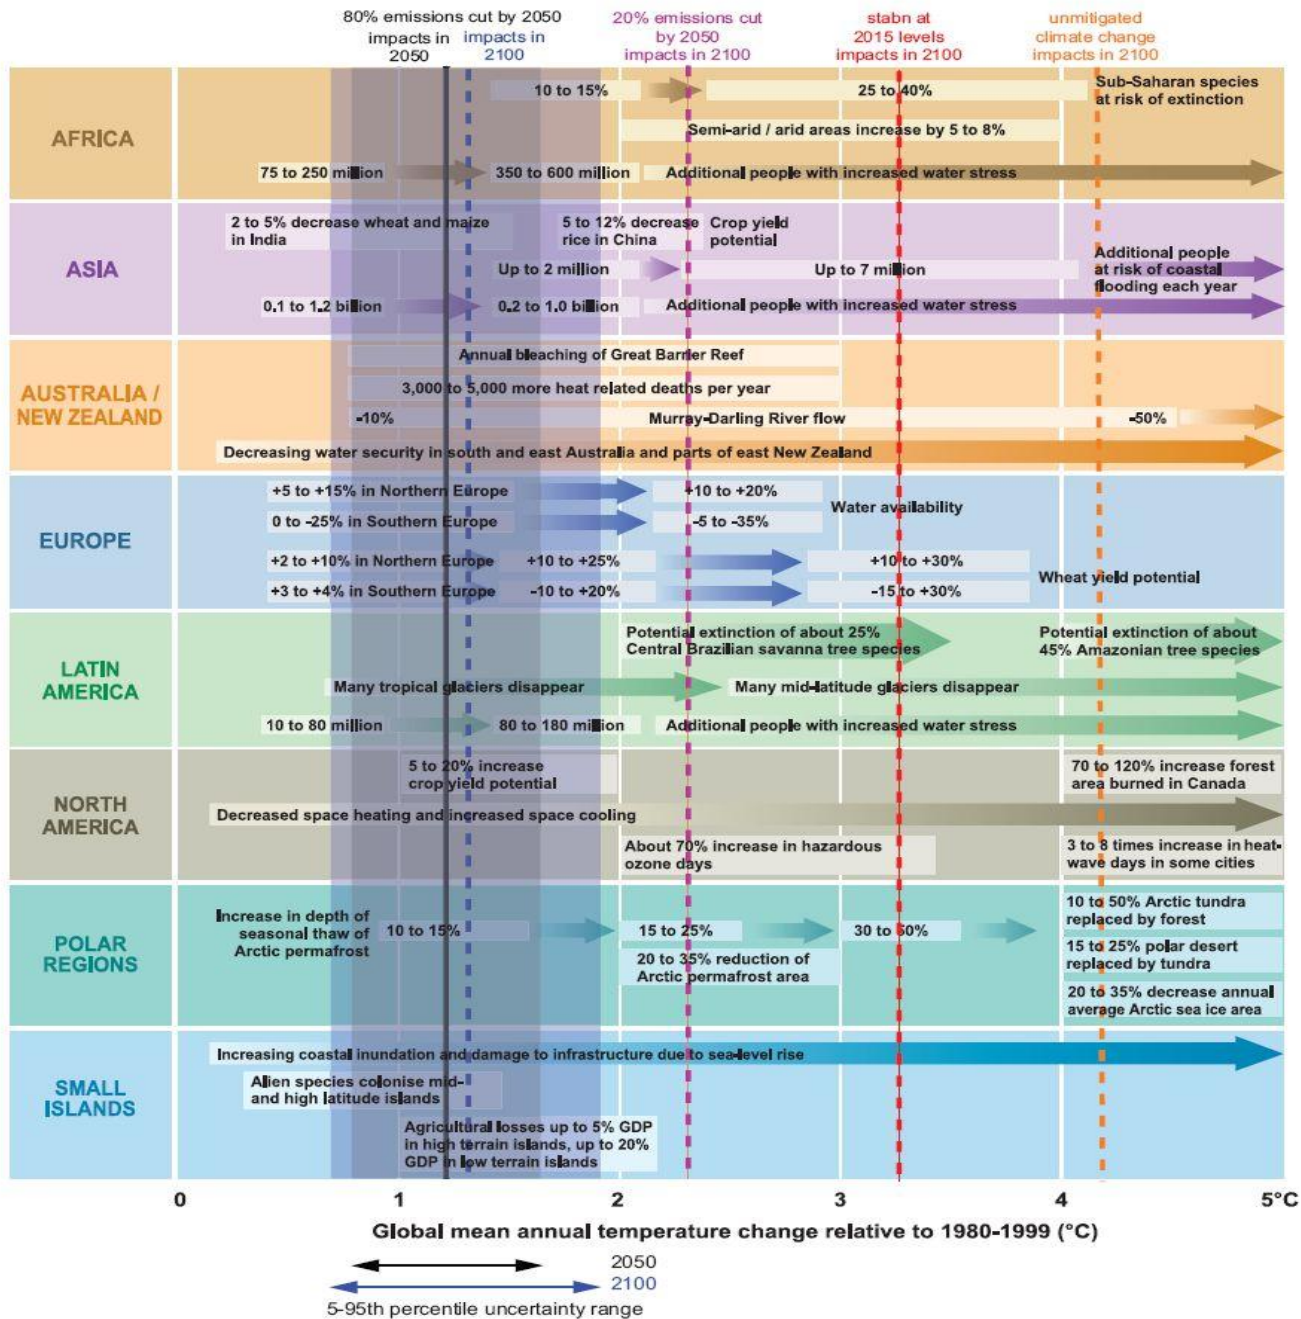 80% emissions cut by 2050
impacts in
2050
impacts in
2100
20% emissions cut
by 2050
impacts in 2100
stabn at
2015 levels
impacts in 2100
unmitigated
climate change
impacts in 2100
AFRICA
10 to 15%
25 to 40%
Sub-Saharan species
at risk of extinction
Semi-arid / arid areas increase by 5 to 8%
75 to 250 million
350 to 600 million
Additional people with increased water stress
ASIA
2 to 5% decrease wheat and maize
in India
5 to 12% decrease
rice in China
Crop yield
potential
Up to 2 million
Up to 7 million
Additional people
at risk of coastal
flooding each year
0.1 to 1.2 billion
0.2 to 1.0 billion
Additional people with increased water stress
AUSTRALIA /
NEW ZEALAND
Annual bleaching of Great Barrier Reef
3,000 to 5,000 more heat related deaths per year
-10%
Murray-Darling River flow
-50%
Decreasing water security in south and east Australia and parts of east New Zealand
EUROPE
+5 to +15% in Northern Europe
+10 to +20%
Water availability
0 to -25% in Southern Europe
-5 to -35%
+2 to +10% in Northern Europe
+10 to +25%
+10 to +30%
Wheat yield potential
+3 to +4% in Southern Europe
-10 to +20%
-15 to +30%
LATIN
AMERICA
Potential extinction of about 25%
Central Brazilian savanna tree species
Potential extinction of about
45% Amazonian tree species
Many tropical glaciers disappear
Many mid-latitude glaciers disappear
10 to 80 million
80 to 180 million
Additional people with increased water stress
NORTH
AMERICA
5 to 20% increase
crop yield potential
70 to 120% increase forest
area burned in Canada
Decreased space heating and increased space cooling
About 70% increase in hazardous
ozone days
3 to 8 times increase in heat-
wave days in some cities
POLAR
REGIONS
Increase in depth of
seasonal thaw of
Arctic permafrost
10 to 15%
15 to 25%
30 to 50%
10 to 50% Arctic tundra
replaced by forest
20 to 35% reduction of
Arctic permafrost area
15 to 25% polar desert
replaced by tundra
20 to 35% decrease annual
average Arctic sea ice area
SMALL
ISLANDS
Increasing coastal inundation and damage to infrastructure due to sea-level rise
Alien species colonise mid-
and high latitude islands
Agricultural losses up to 5% GDP
in high terrain islands, up to 20%
GDP in low terrain islands
0
1
2
3
4
5°C
Global mean annual temperature change relative to 1980-1999 (°C)
2050
2100
5-95th percentile uncertainty range